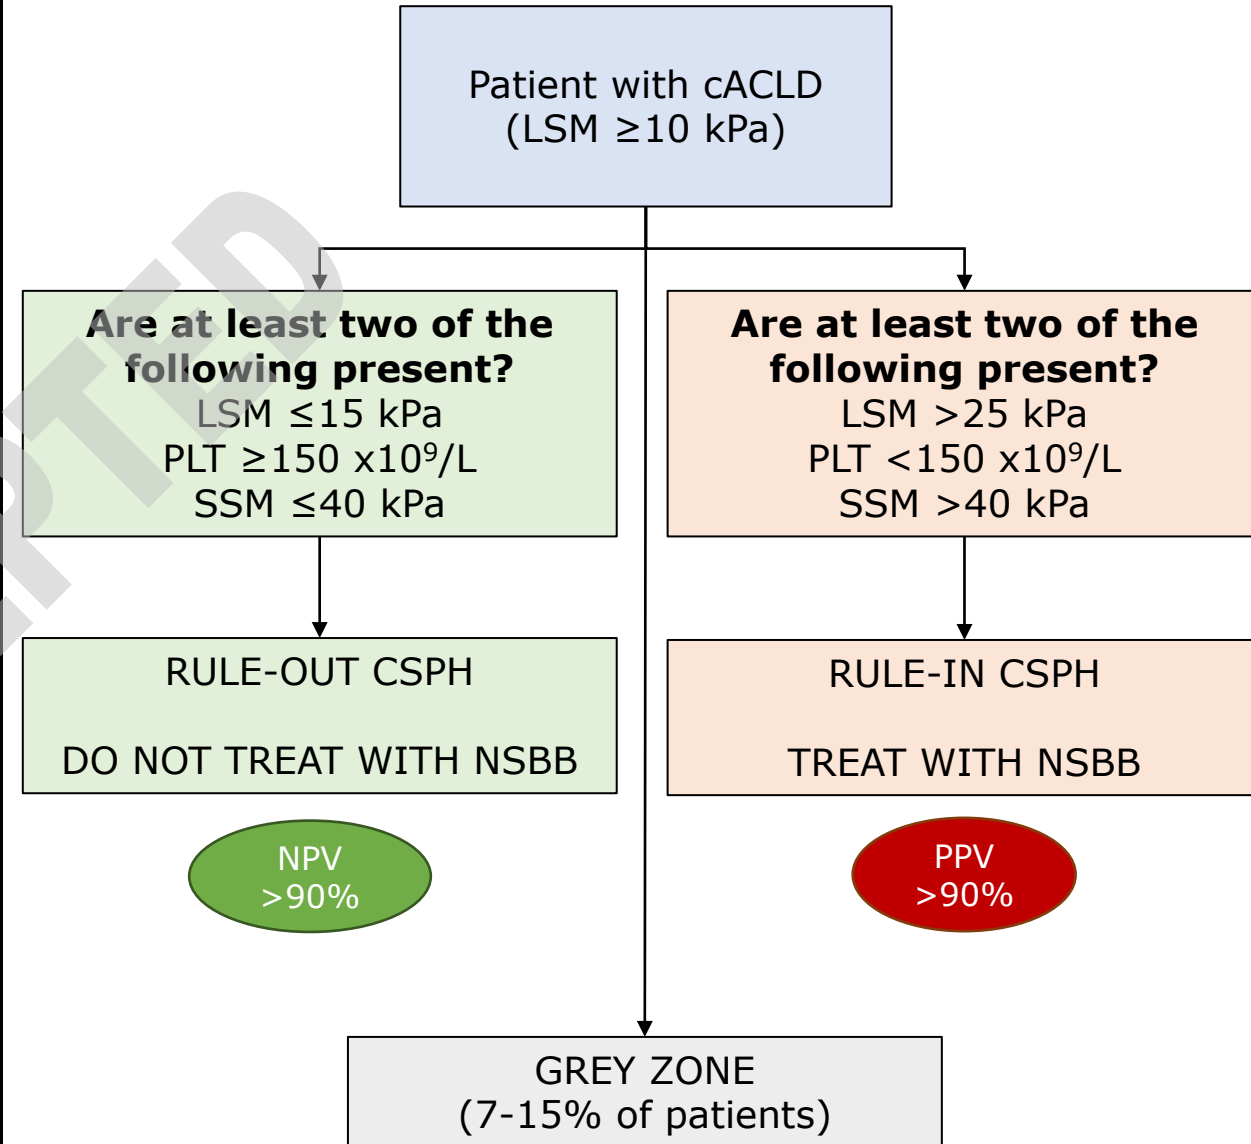 Patient with cACLD
(LSM ≥10 kPa)
Are at least two of the
following present?
LSM ≤15 kPa
PLT ≥150 x10⁹/L
SSM ≤40 kPa
Are at least two of the
following present?
LSM >25 kPa
PLT <150 x10⁹/L
SSM >40 kPa
RULE-OUT CSPH
DO NOT TREAT WITH NSBB
RULE-IN CSPH
TREAT WITH NSBB
NPV
>90%
PPV
>90%
GREY ZONE
(7-15% of patients)
EPTED